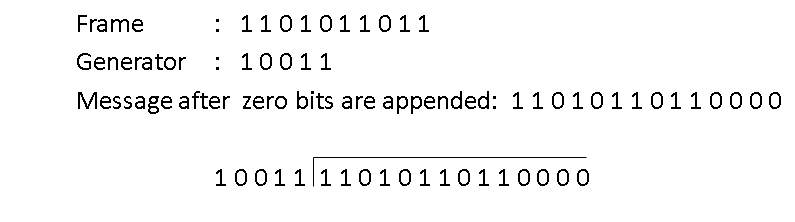 Frame : 1 1 0 1 0 1 1 0 1 1
Generator : 1 0 0 1 1
Message after zero bits are appended: 1 1 0 1 0 1 1 0 1 1 0 0 0 0
1 0 0 1 1 1 1 0 1 0 1 1 0 1 1 0 0 0 0